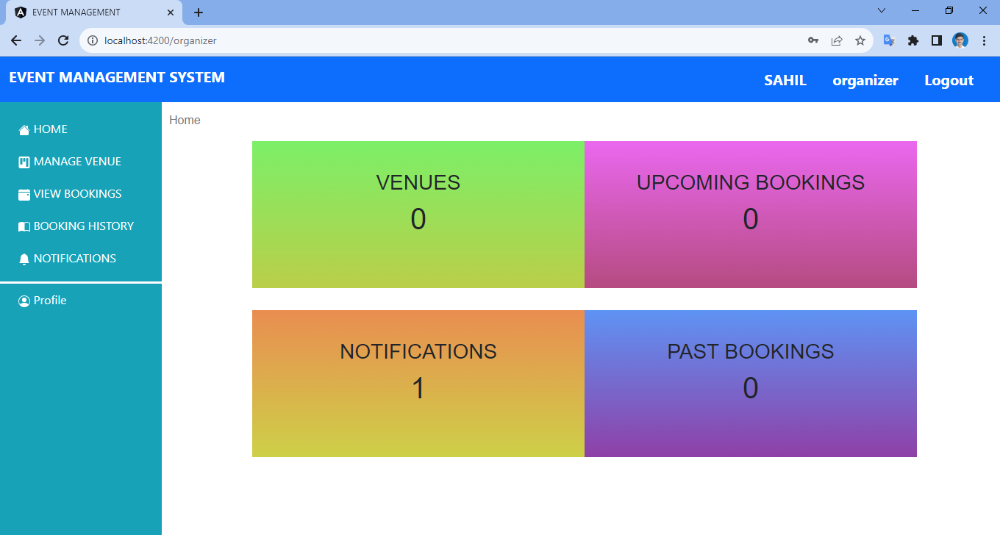 EVENT MANAGEMENT
localhost:4200/organizer
EVENT MANAGEMENT SYSTEM
SAHIL organizer Logout
HOME
MANAGE VENUE
VIEW BOOKINGS
BOOKING HISTORY
NOTIFICATIONS
Profile
Home
VENUES
0
UPCOMING BOOKINGS
0
NOTIFICATIONS
1
PAST BOOKINGS
0